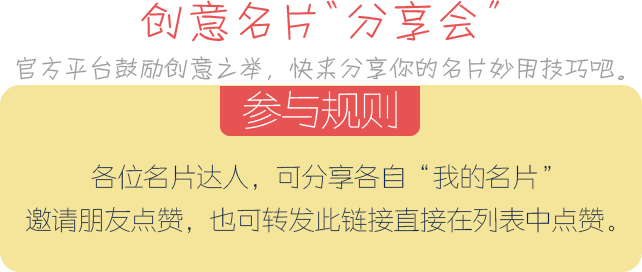 创意名片“分享会”
官方平台鼓励创意之举，快来分享你的名片妙用技巧吧。
参与规则
各位名片达人，可分享各自“我的名片”
邀请朋友点赞，也可转发此链接直接在列表中点赞。